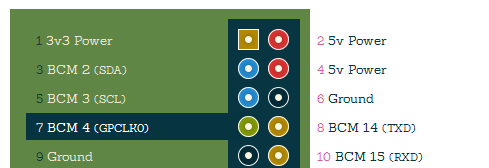 1 3v3 Power 2 5v Power
3 BCM 2 (SDA) 4 5v Power
5 BCM 3 (SCL) 6 Ground
7 BCM 4 (GPCLK0) 8 BCM 14 (TXD)
9 Ground 10 BCM 15 (RXD)